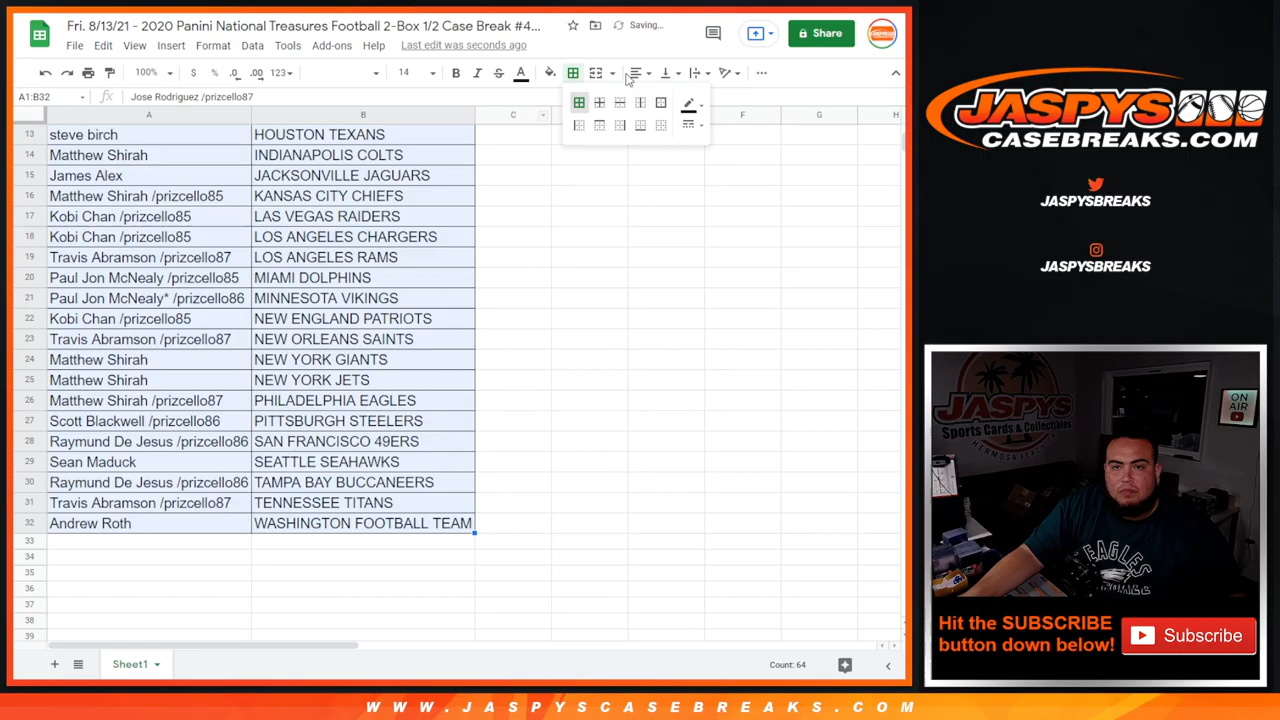 Fri. 8/13/21 - 2020 Panini National Treasures Football 2-Box 1/2 Case Break #4...
Saving...
File Edit View Insert Format Data Tools Add-ons Help Last edit was seconds ago
Share
100% $ % .0 .00 123 14 B I S A
A1:B32 fx Jose Rodriguez /prizcello87
A B C F G H
13 steve birch HOUSTON TEXANS
14 Matthew Shirah INDIANAPOLIS COLTS
15 James Alex JACKSONVILLE JAGUARS
16 Matthew Shirah /prizcello85 KANSAS CITY CHIEFS
17 Kobi Chan /prizcello85 LAS VEGAS RAIDERS
18 Kobi Chan /prizcello85 LOS ANGELES CHARGERS
19 Travis Abramson /prizcello87 LOS ANGELES RAMS
20 Paul Jon McNealy /prizcello85 MIAMI DOLPHINS
21 Paul Jon McNealy* /prizcello86 MINNESOTA VIKINGS
22 Kobi Chan /prizcello85 NEW ENGLAND PATRIOTS
23 Travis Abramson /prizcello87 NEW ORLEANS SAINTS
24 Matthew Shirah NEW YORK GIANTS
25 Matthew Shirah NEW YORK JETS
26 Matthew Shirah /prizcello87 PHILADELPHIA EAGLES
27 Scott Blackwell /prizcello86 PITTSBURGH STEELERS
28 Raymund De Jesus /prizcello86 SAN FRANCISCO 49ERS
29 Sean Maduck SEATTLE SEAHAWKS
30 Raymund De Jesus /prizcello86 TAMPA BAY BUCCANEERS
31 Travis Abramson /prizcello87 TENNESSEE TITANS
32 Andrew Roth WASHINGTON FOOTBALL TEAM
33
34
35
36
37
38
39
Sheet1
Count: 64
JASPYS
CASEBREAKS.COM
JASPYSBREAKS
JASPYSBREAKS
JASPYS
Sports Cards & Collectibles
HERMOSA BEACH
ON AIR
EAGLES
Hit the SUBSCRIBE
button down below!
Subscribe
WWW.JASPYSCASEBREAKS.COM